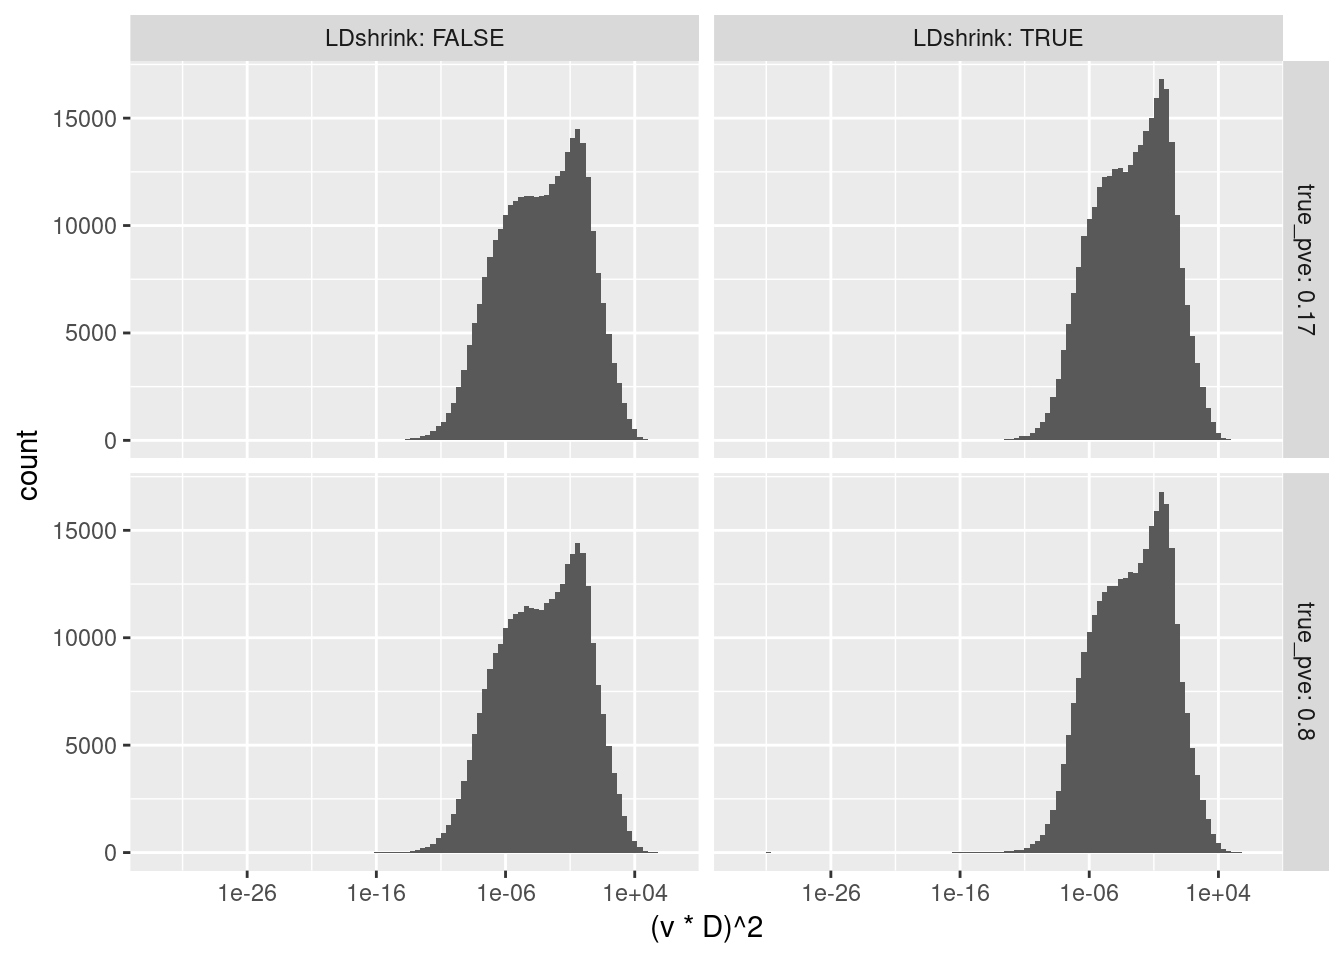 LDshrink: FALSE
LDshrink: TRUE
15000
10000
5000
0
true_pve: 0.17
count
15000
10000
5000
0
true_pve: 0.8
1e-26
1e-16
1e-06
1e+04
1e-26
1e-16
1e-06
1e+04
(v * D)^2